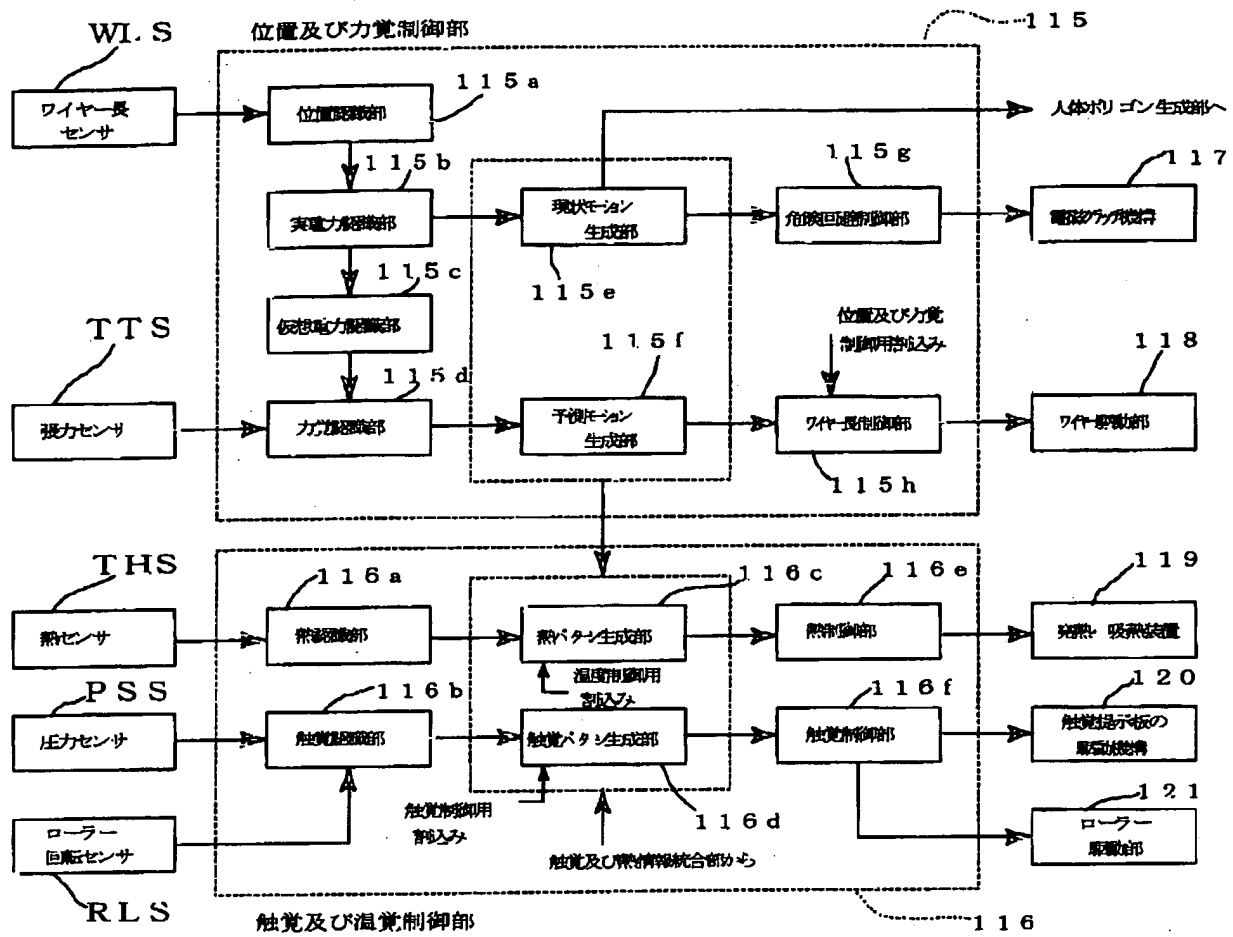 WLS
位置及び力覚制御部
115
ワイヤー長
センサ
115a
位置認識部
人体ポリゴン生成部へ
115b
115g
117
実電力認識部
現状モーション
生成部
危険回避制御部
電磁クラッチ機構
115c
115e
仮想電力認識部
位置及び力覚
制御用割込み
TTS
115f
118
115d
張力センサ
力覚認識部
予測モーション
生成部
ワイヤー長制御部
ワイヤー駆動部
115h
THS
116a
116c
116e
119
熱センサ
熱認識部
熱パタン生成部
熱制御部
発熱・吸熱装置
温度制御用
割込み
PSS
116b
116f
120
圧力センサ
触覚認識部
触覚パタン生成部
触覚制御部
触覚提示板の
駆動機構
触覚制御用
割込み
116d
121
ローラー
回転センサ
触覚及び熱情報統合部から
ローラー
駆動部
RLS
触覚及び温覚制御部
116